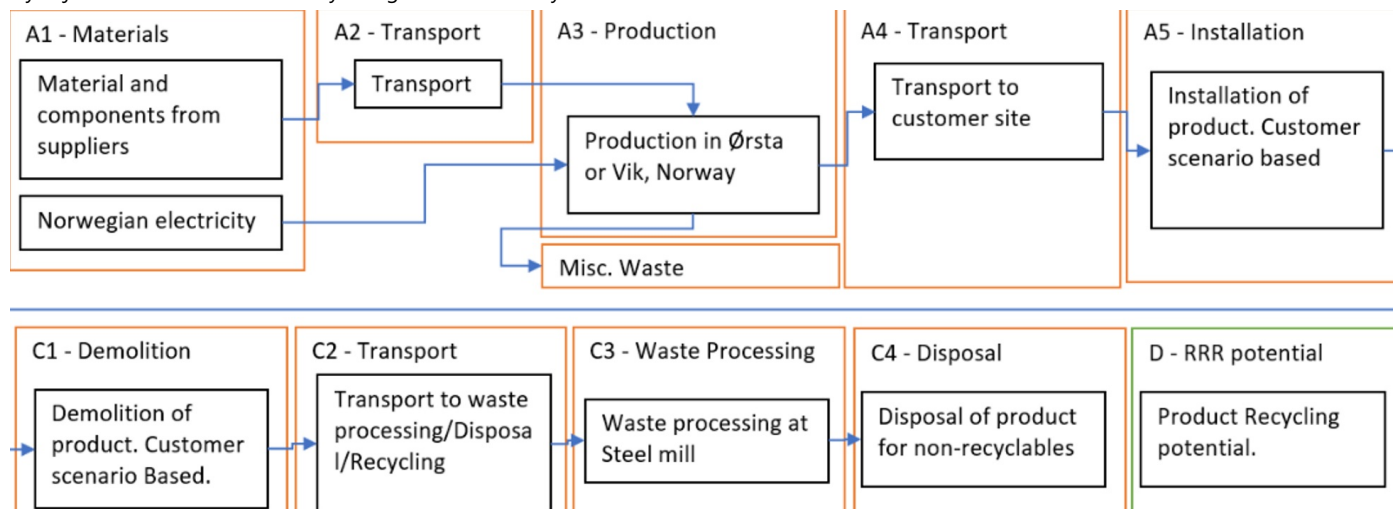 A1 - Materials
Material and
components from
suppliers
Norwegian electricity
A2 - Transport
Transport
A3 - Production
Production in Ørsta
or Vik, Norway
Misc. Waste
A4 - Transport
Transport to
customer site
A5 - Installation
Installation of
product. Customer
scenario based
C1 - Demolition
Demolition of
product. Customer
scenario Based.
C2 - Transport
Transport to waste
processing/Disposa
l/Recycling
C3 - Waste Processing
Waste processing at
Steel mill
C4 - Disposal
Disposal of product
for non-recyclables
D - RRR potential
Product Recycling
potential.